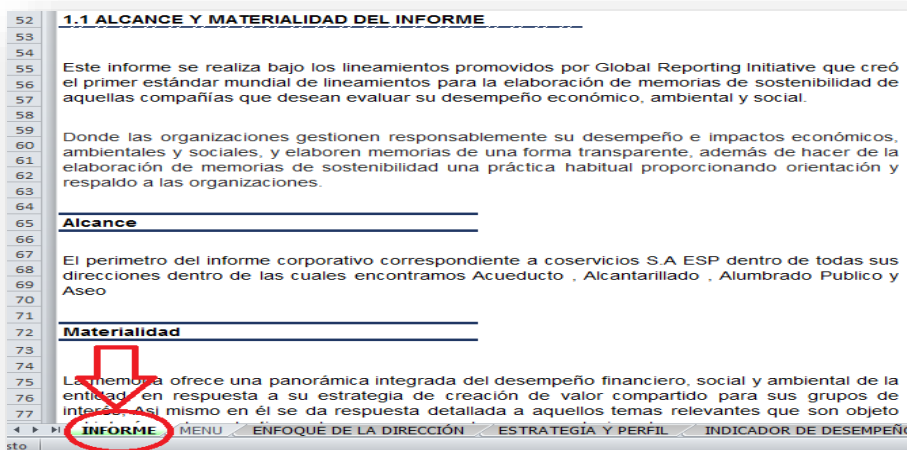 52 1.1 ALCANCE Y MATERIALIDAD DEL INFORME
53
54
55 Este informe se realiza bajo los lineamientos promovidos por Global Reporting Initiative que creó
56 el primer estándar mundial de lineamientos para la elaboración de memorias de sostenibilidad de
57 aquellas compañías que desean evaluar su desempeño económico, ambiental y social.
58
59
60 Donde las organizaciones gestionen responsablemente su desempeño e impactos económicos,
61 ambientales y sociales, y elaboren memorias de una forma transparente, además de hacer de la
62 elaboración de memorias de sostenibilidad una práctica habitual proporcionando orientación y
63 respaldo a las organizaciones.
64
65 Alcance
66
67 El perimetro del informe corporativo correspondiente a coservicios S.A ESP dentro de todas sus
68 direcciones dentro de las cuales encontramos Acueducto , Alcantarillado , Alumbrado Publico y
69 Aseo
70
71
72 Materialidad
73
74
75 La memoria ofrece una panorámica integrada del desempeño financiero, social y ambiental de la
76 entidad, en respuesta a su estrategia de creación de valor compartido para sus grupos de
77 interés, Asi mismo en él se da respuesta detallada a aquellos temas relevantes que son objeto
INFORME MENU ENFOQUE DE LA DIRECCIÓN ESTRATEGIA Y PERFIL INDICADOR DE DESEMPEÑO
sto